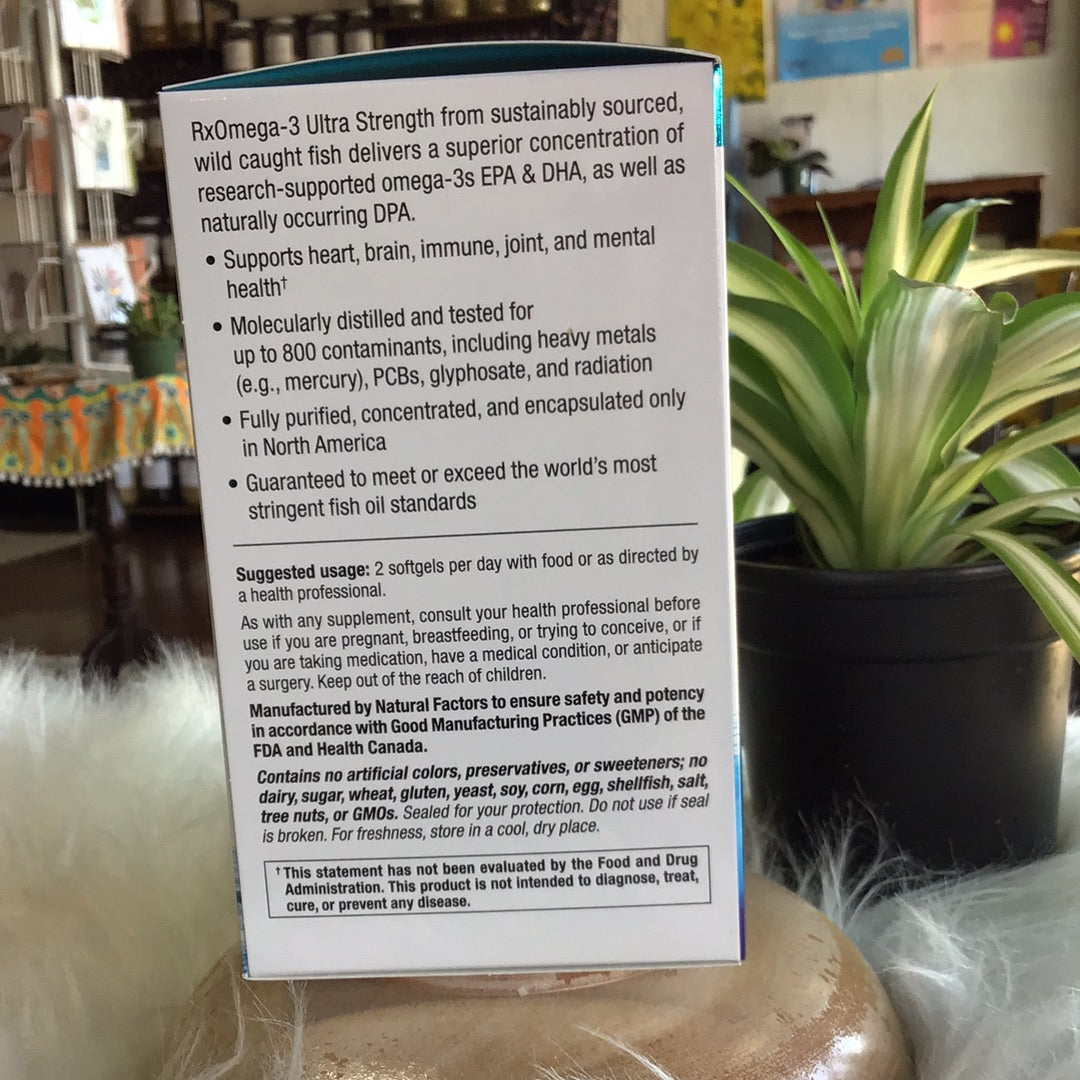 RxOmega-3 Ultra Strength from sustainably sourced,
wild caught fish delivers a superior concentration of
research-supported omega-3s EPA & DHA, as well as
naturally occurring DPA.
• Supports heart, brain, immune, joint, and mental
health†
• Molecularly distilled and tested for
up to 800 contaminants, including heavy metals
(e.g., mercury), PCBs, glyphosate, and radiation
• Fully purified, concentrated, and encapsulated only
in North America
• Guaranteed to meet or exceed the world's most
stringent fish oil standards
Suggested usage: 2 softgels per day with food or as directed by
a health professional.
As with any supplement, consult your health professional before
use if you are pregnant, breastfeeding, or trying to conceive, or if
you are taking medication, have a medical condition, or anticipate
a surgery. Keep out of the reach of children.
Manufactured by Natural Factors to ensure safety and potency
in accordance with Good Manufacturing Practices (GMP) of the
FDA and Health Canada.
Contains no artificial colors, preservatives, or sweeteners; no
dairy, sugar, wheat, gluten, yeast, soy, corn, egg, shellfish, salt,
tree nuts, or GMOs. Sealed for your protection. Do not use if seal
is broken. For freshness, store in a cool, dry place.
†This statement has not been evaluated by the Food and Drug
Administration. This product is not intended to diagnose, treat,
cure, or prevent any disease.